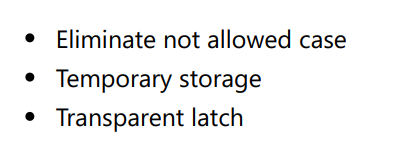 • Eliminate not allowed case
• Temporary storage
• Transparent latch